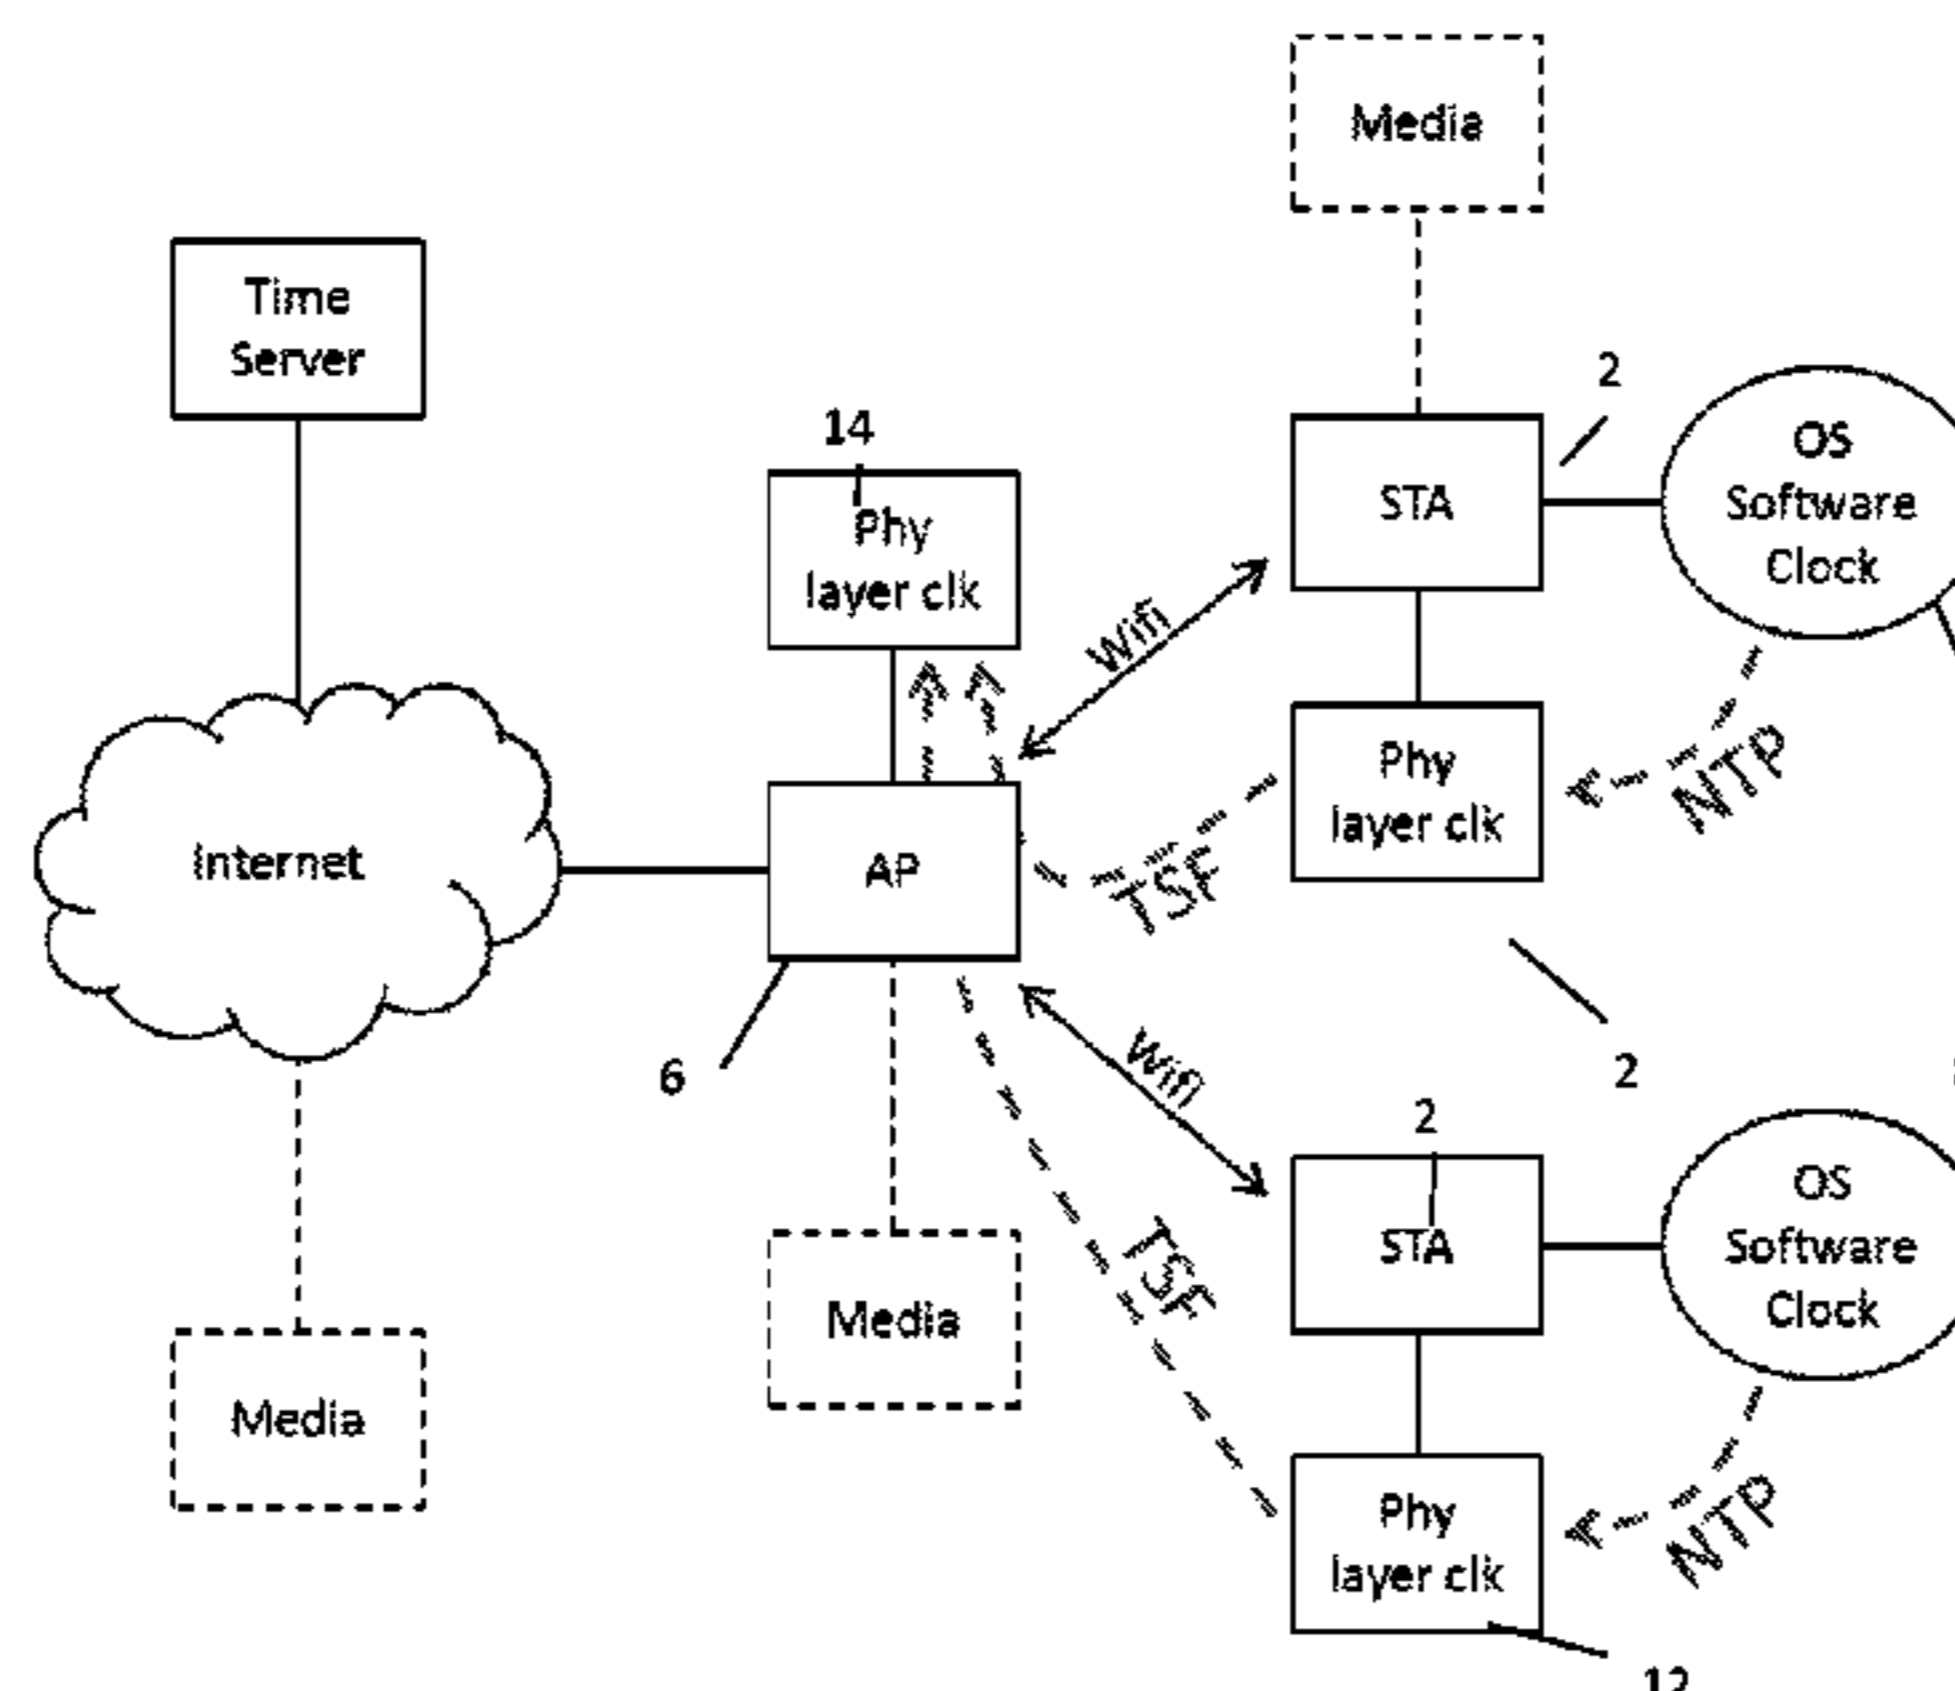 Media
Time
Server
2
14
OS
Software
Clock
STA
Phy
layer clk
Wifi
Phy
layer clk
NTP
Internet
AP
TSF
6
Wifi
2
2
OS
Software
Clock
STA
TSF
Media
Media
Phy
layer clk
NTP
12